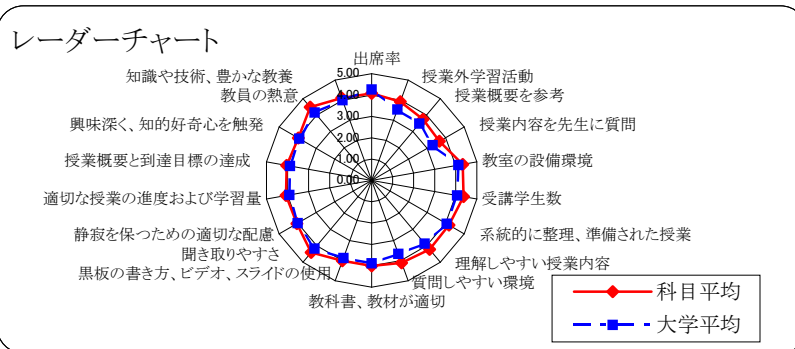 レーダーチャート
出席率
授業外学習活動
授業概要を参考
授業内容を先生に質問
教室の設備環境
受講学生数
系統的に整理、準備された授業
理解しやすい授業内容
質問しやすい環境
教科書、教材が適切
黒板の書き方、ビデオ、スライドの使用
聞き取りやすさ
静寂を保つための適切な配慮
適切な授業の進度および学習量
授業概要と到達目標の達成
興味深く、知的好奇心を触発
教員の熱意
知識や技術、豊かな教養
5.00
4.00
3.00
2.00
1.00
0.00
科目平均
大学平均